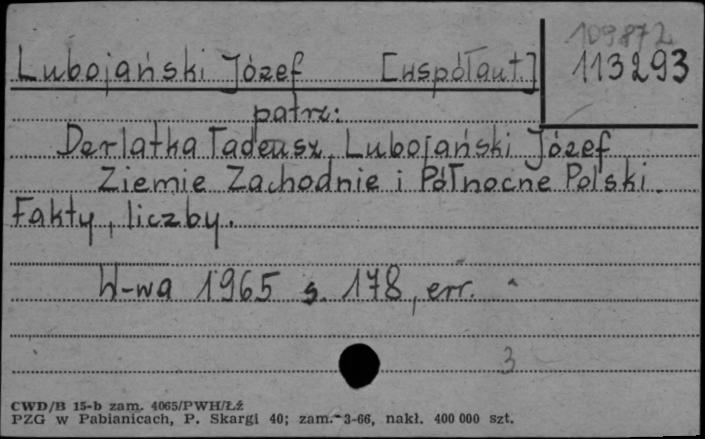 109872
Lubojański Józef [współaut.] 113293
patrz:
Derlatka Tadeusz, Lubojański Józef
Ziemie Zachodnie i Północne Polski.
Fakty, liczby.
W-wa 1965 s. 178, err.
3
CWD/B 15-b zam. 4065/PWH/Łź
PZG w Pabianicach, P. Skargi 40; zam. 3-66, nakł. 400 000 szt.